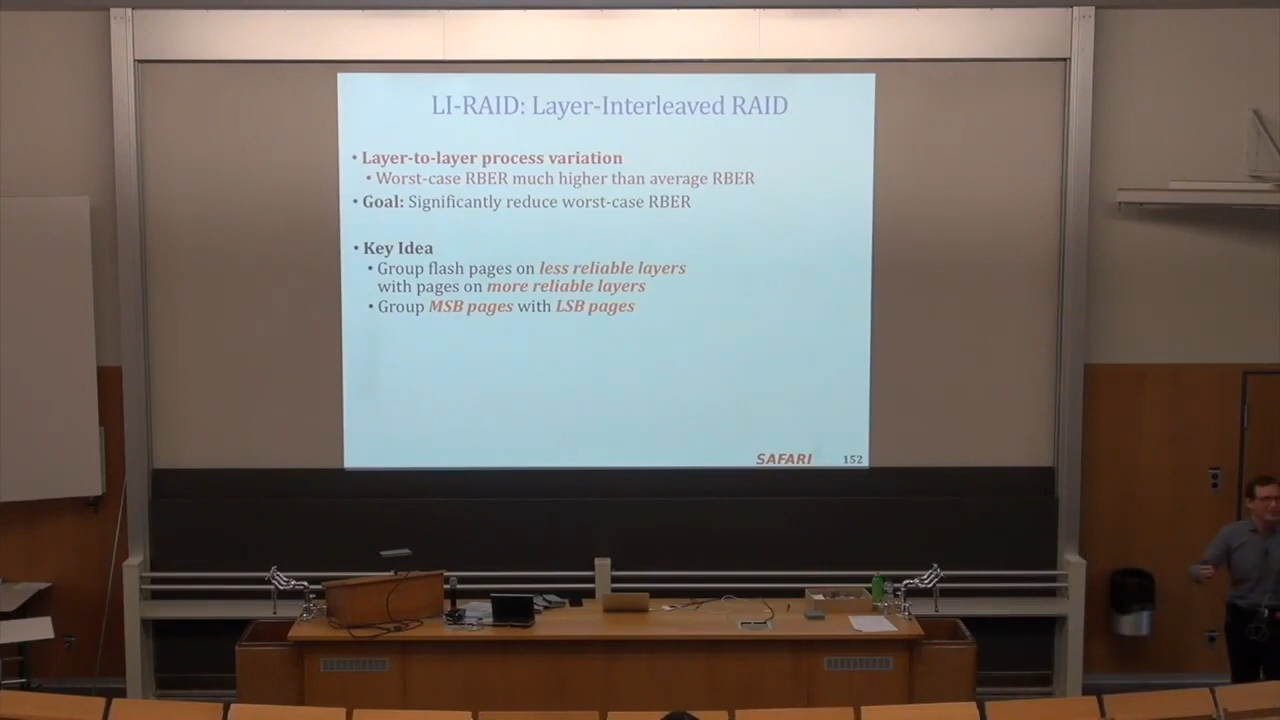 LI-RAID: Layer-Interleaved RAID
• Layer-to-layer process variation
• Worst-case RBER much higher than average RBER
• Goal: Significantly reduce worst-case RBER
• Key Idea
• Group flash pages on less reliable layers
with pages on more reliable layers
• Group MSB pages with LSB pages
SAFARI 152